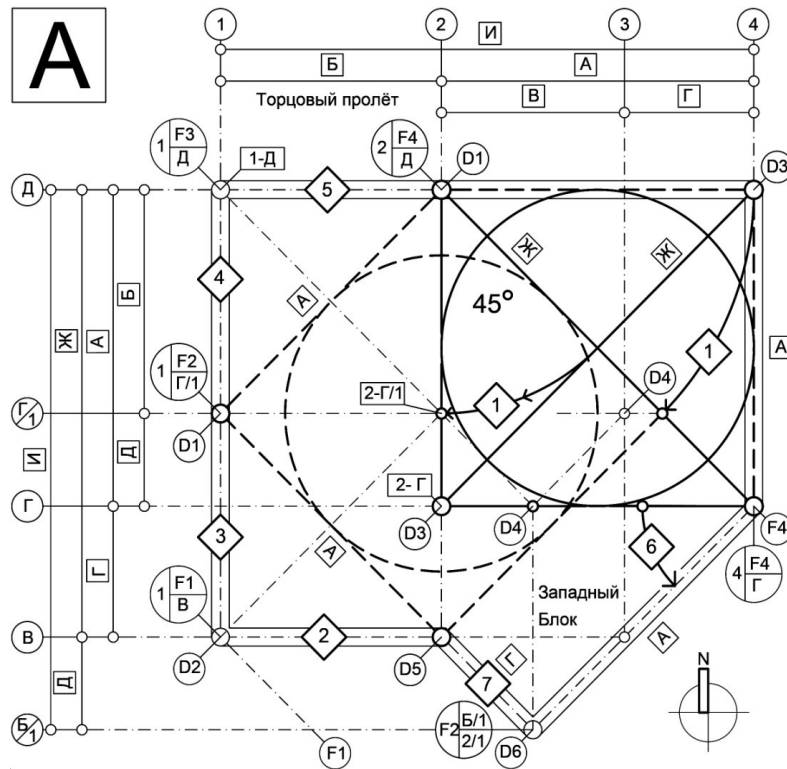 А
1
2
3
4
И
Б
А
В
Г
Торцовый пролёт
1
F3
Д
1-Д
2
F4
Д
D1
D3
Д
5
4
Ж
Ж
А
45°
Б
Ж
А
1
А
1
F2
Г/1
2-Г/1
1
D4
Г/1
D1
И
Д
2- Г
Г
D3
D4
F4
3
6
Г
А
4
F4
Г
1
F1
В
Западный
Блок
В
2
А
D2
D5
Г
7
N
Д
F2
Б/1
2/1
Б/1
F1
D6